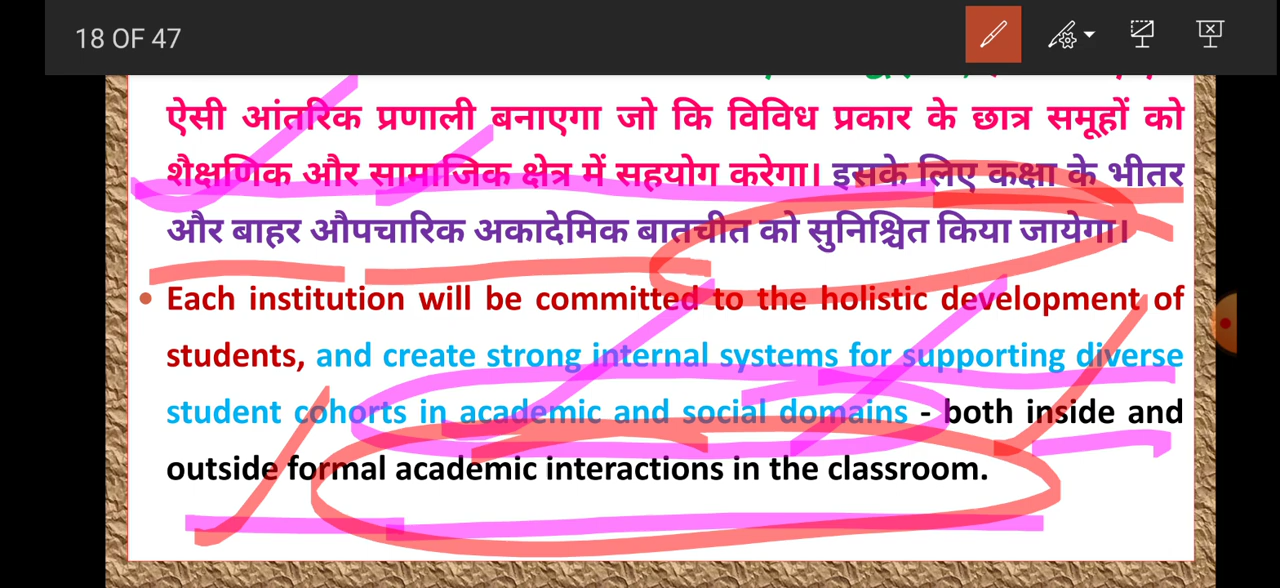 18 OF 47
ऐसी आंतरिक प्रणाली बनाएगा जो कि विविध प्रकार के छात्र समूहों को
शैक्षणिक और सामाजिक क्षेत्र में सहयोग करेगा। इसके लिए कक्षा के भीतर
और बाहर औपचारिक अकादेमिक बातचीत को सुनिश्चित किया जायेगा।
• Each institution will be committed to the holistic development of
students, and create strong internal systems for supporting diverse
student cohorts in academic and social domains - both inside and
outside formal academic interactions in the classroom.